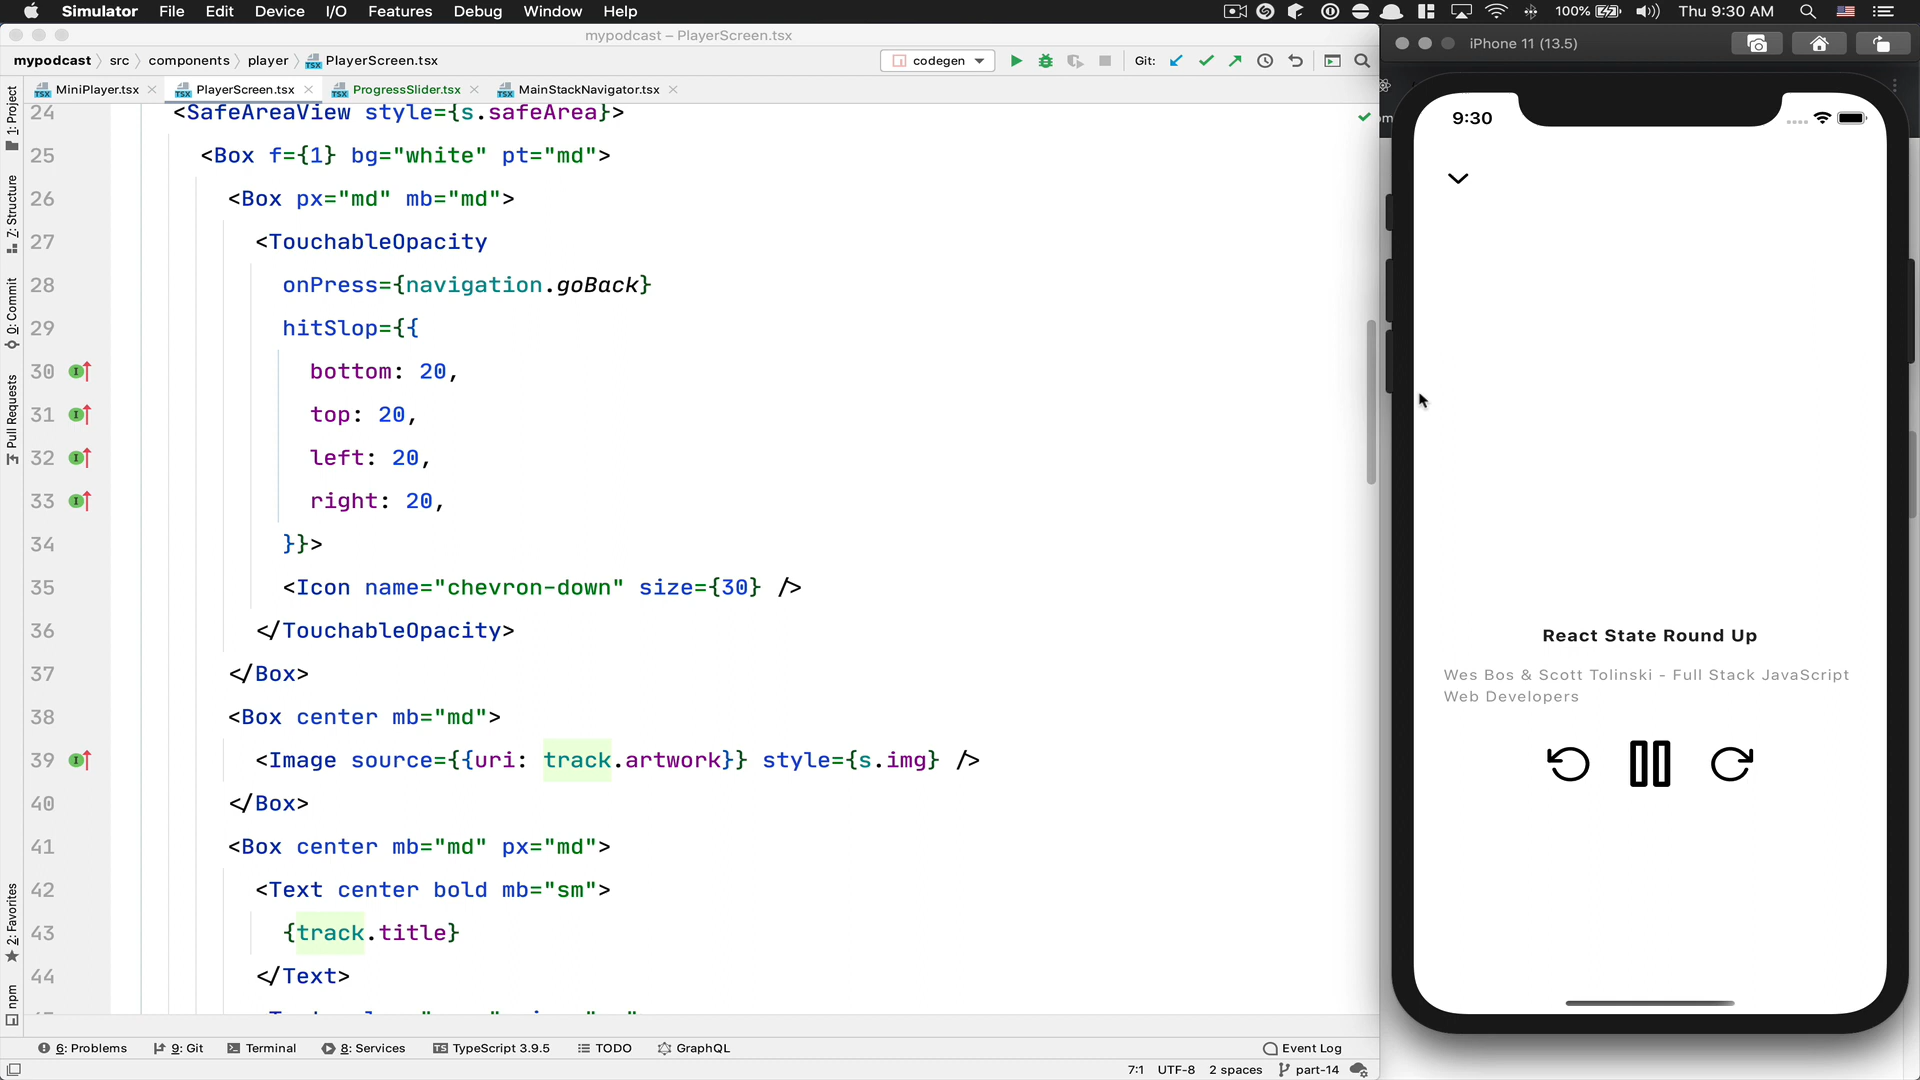 Simulator File Edit Device I/O Features Debug Window Help 100% Thu 9:30 AM
mypodcast – PlayerScreen.tsx
mypodcast src components player PlayerScreen.tsx codegen Git:
MiniPlayer.tsx PlayerScreen.tsx ProgressSlider.tsx MainStackNavigator.tsx
24 <SafeAreaView style={s.safeArea}>
25 <Box f={1} bg="white" pt="md">
26 <Box px="md" mb="md">
27 <TouchableOpacity
28 onPress={navigation.goBack}
29 hitSlop={{
30 bottom: 20,
31 top: 20,
32 left: 20,
33 right: 20,
34 }}>
35 <Icon name="chevron-down" size={30} />
36 </TouchableOpacity>
37 </Box>
38 <Box center mb="md">
39 <Image source={{uri: track.artwork}} style={s.img} />
40 </Box>
41 <Box center mb="md" px="md">
42 <Text center bold mb="sm">
43 {track.title}
44 </Text>
1: Project
7: Structure
0: Commit
Pull Requests
2: Favorites
npm
6: Problems 9: Git Terminal 8: Services TypeScript 3.9.5 TODO GraphQL Event Log
7:1 UTF-8 2 spaces part-14
iPhone 11 (13.5)
9:30
React State Round Up
Wes Bos & Scott Tolinski - Full Stack JavaScript
Web Developers